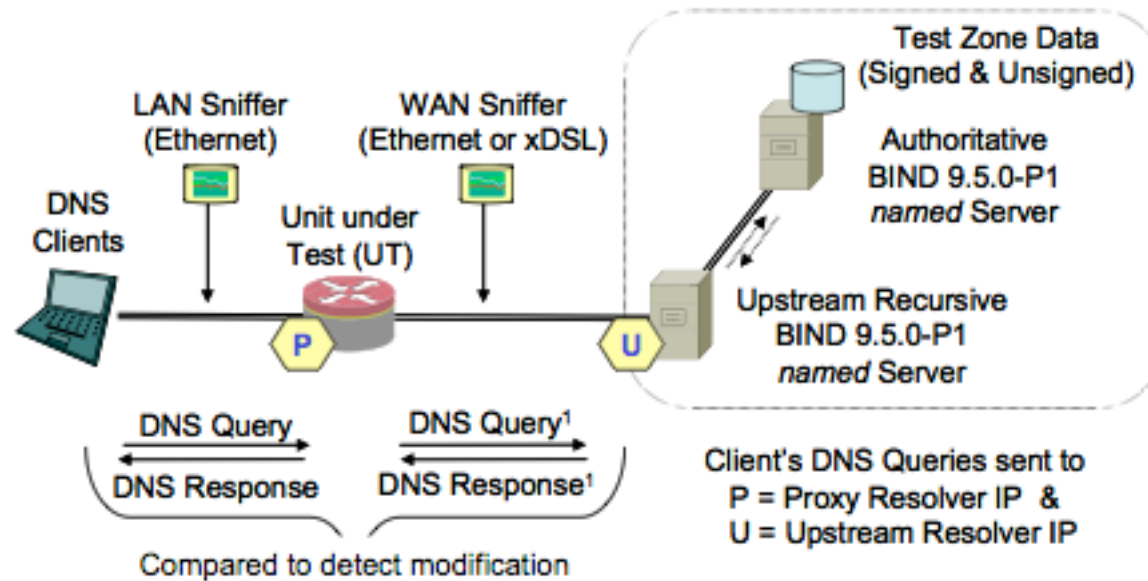 Test Zone Data
(Signed & Unsigned)
LAN Sniffer
(Ethernet)
WAN Sniffer
(Ethernet or xDSL)
Authoritative
BIND 9.5.0-P1
named Server
DNS
Clients
Unit under
Test (UT)
P
U
Upstream Recursive
BIND 9.5.0-P1
named Server
DNS Query
DNS Response
DNS Query¹
DNS Response¹
Compared to detect modification
Client's DNS Queries sent to
P = Proxy Resolver IP &
U = Upstream Resolver IP